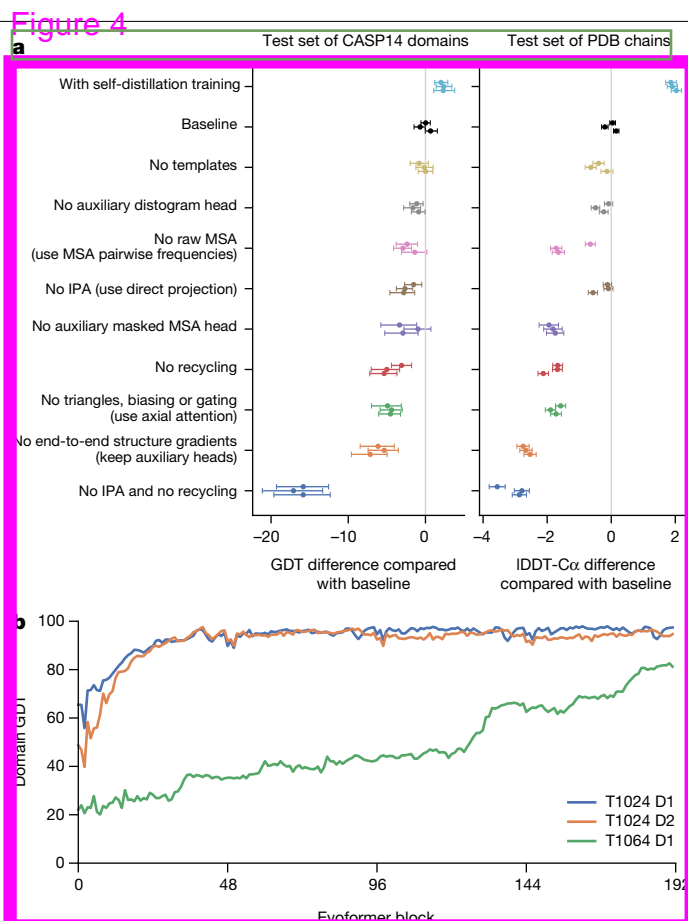 Figure 4
a
Test set of CASP14 domains Test set of PDB chains
With self-distillation training
Baseline
No templates
No auxiliary distogram head
No raw MSA
(use MSA pairwise frequencies)
No IPA (use direct projection)
No auxiliary masked MSA head
No recycling
No triangles, biasing or gating
(use axial attention)
No end-to-end structure gradients
(keep auxiliary heads)
No IPA and no recycling
−20 −10 0 −4 −2 0 2
GDT difference compared
with baseline
lDDT-Cα difference
compared with baseline
b
100
80
60
40
20
0
Domain GDT
T1024 D1
T1024 D2
T1064 D1
0 48 96 144 192
Evoformer block